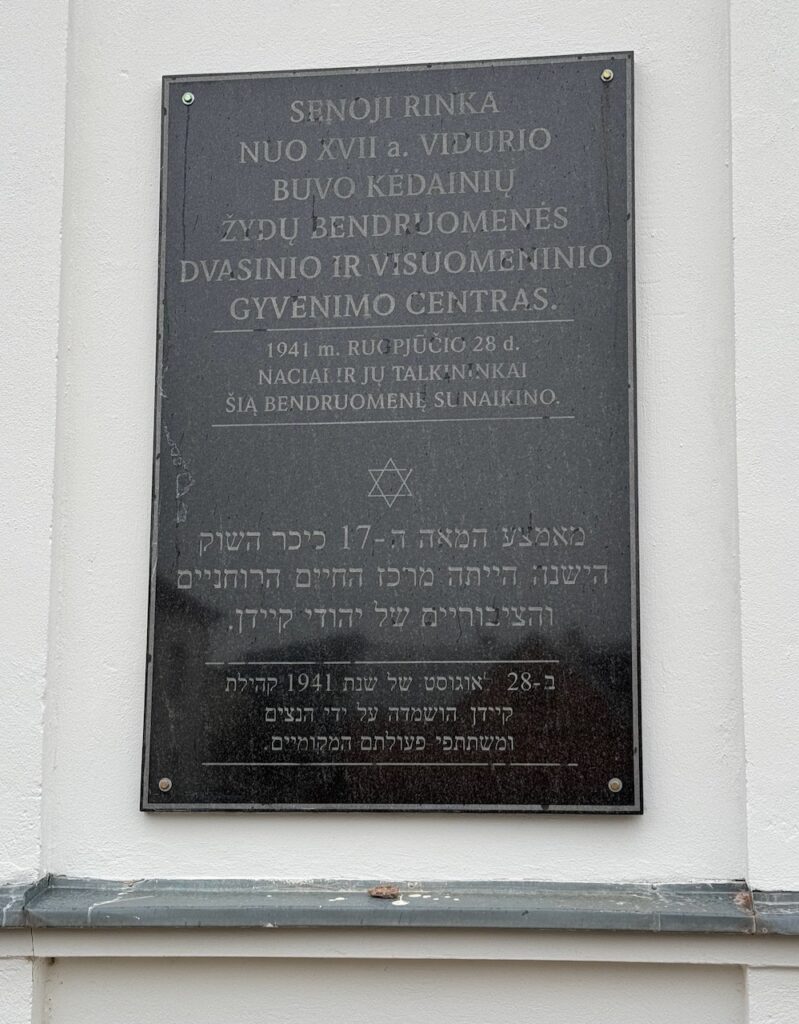 SENOJI RINKA
NUO XVII a. VIDURIO
BUVO KĖDAINIŲ
ŽYDŲ BENDRUOMENĖS
DVASINIO IR VISUOMENINIO
GYVENIMO CENTRAS.
1941 m. RUGPJŪČIO 28 d.
NACIAI IR JŲ TALKININKAI
ŠIĄ BENDRUOMENĘ SUNAIKINO.
מאמצע המאה ה-17 כיכר השוק
הישנה הייתה מרכז החיים הרוחניים
והציבוריים של יהודי קיידן.
ב-28 לאוגוסט של שנת 1941 קהילת
קיידן הושמדה על ידי הנצים
ומשתתפי פעולתם המקומיים.